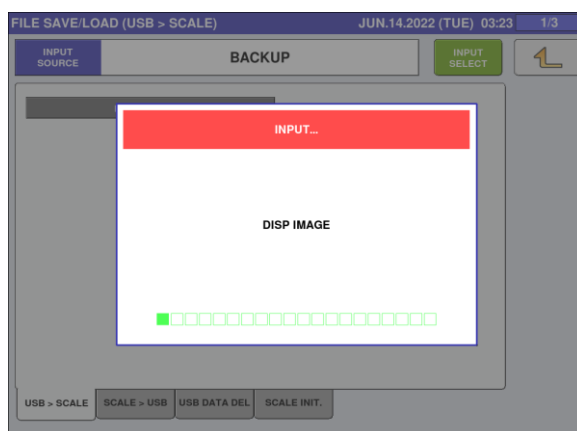 FILE SAVE/LOAD (USB > SCALE)
JUN.14.2022 (TUE) 03:23
1/3
INPUT
SOURCE
BACKUP
INPUT
SELECT
INPUT...
DISP IMAGE
USB > SCALE
SCALE > USB
USB DATA DEL
SCALE INIT.